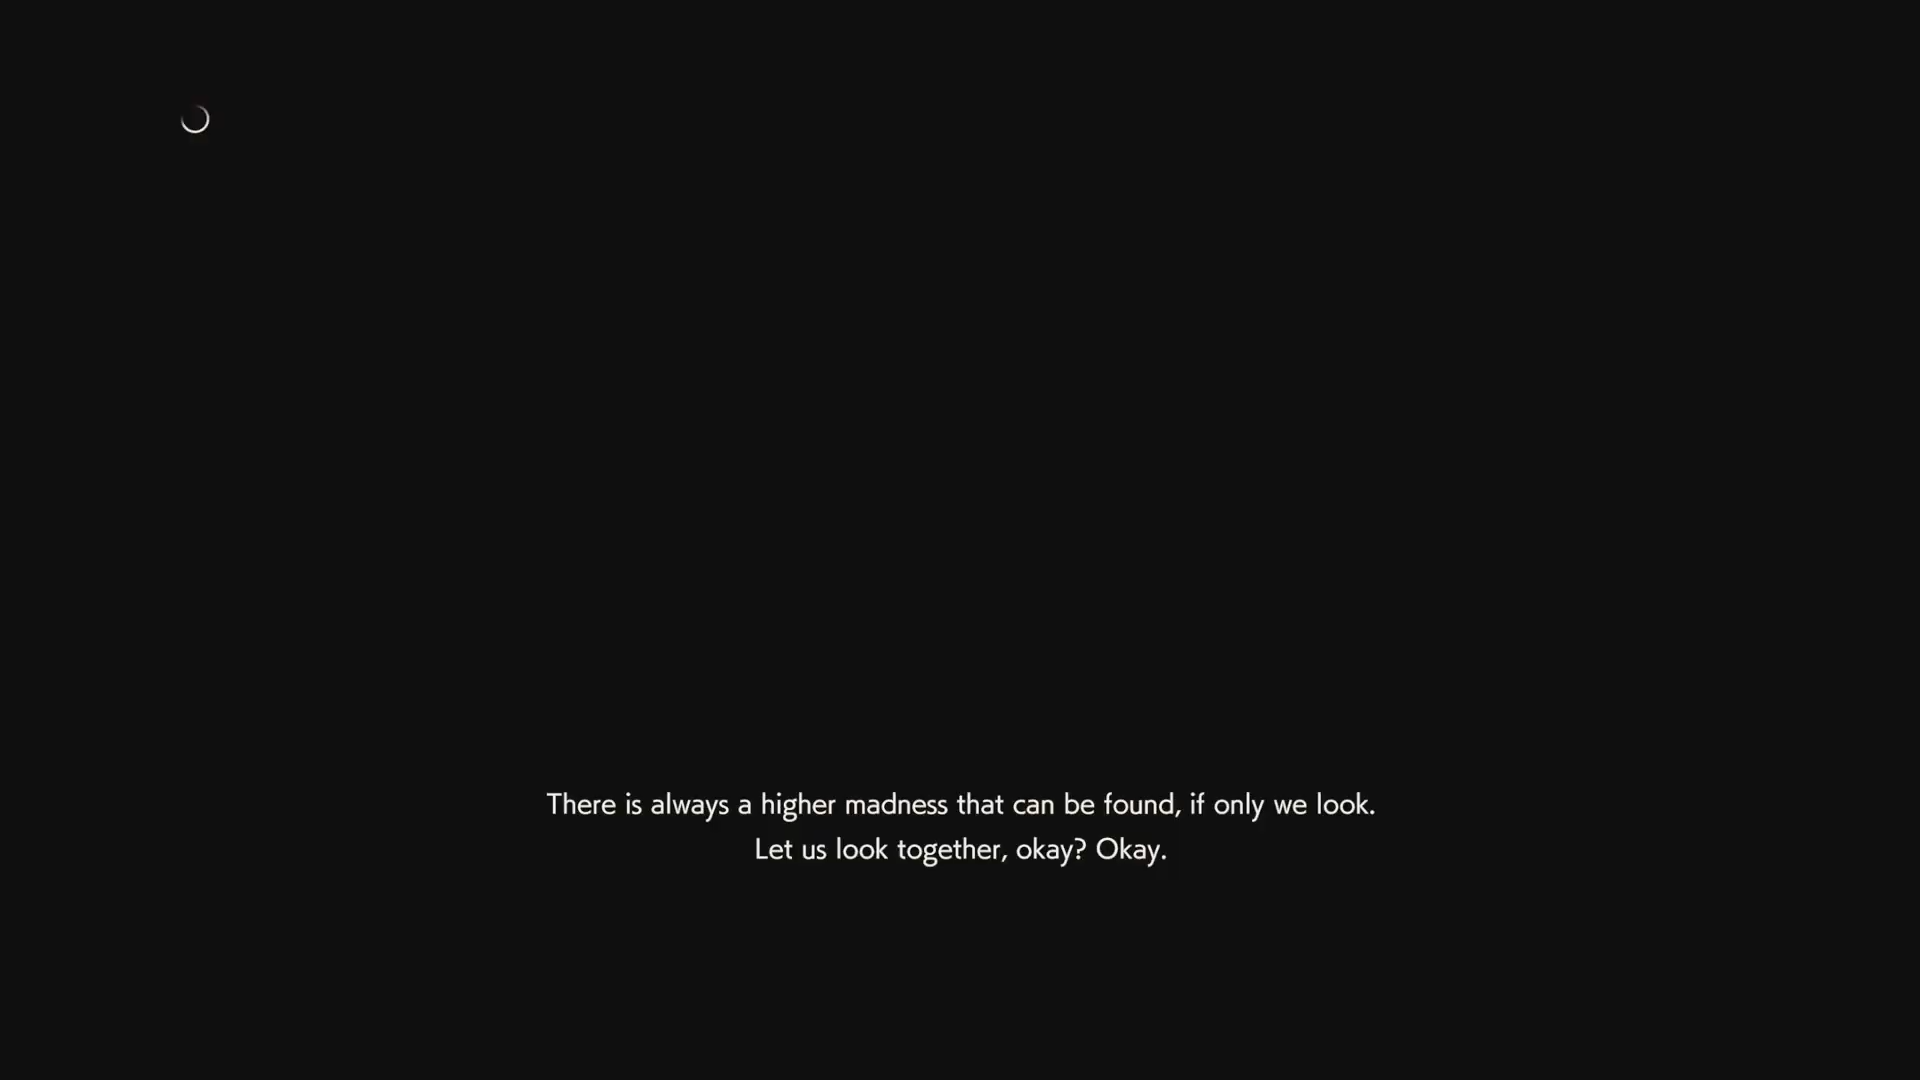 There is always a higher madness that can be found, if only we look.
Let us look together, okay? Okay.